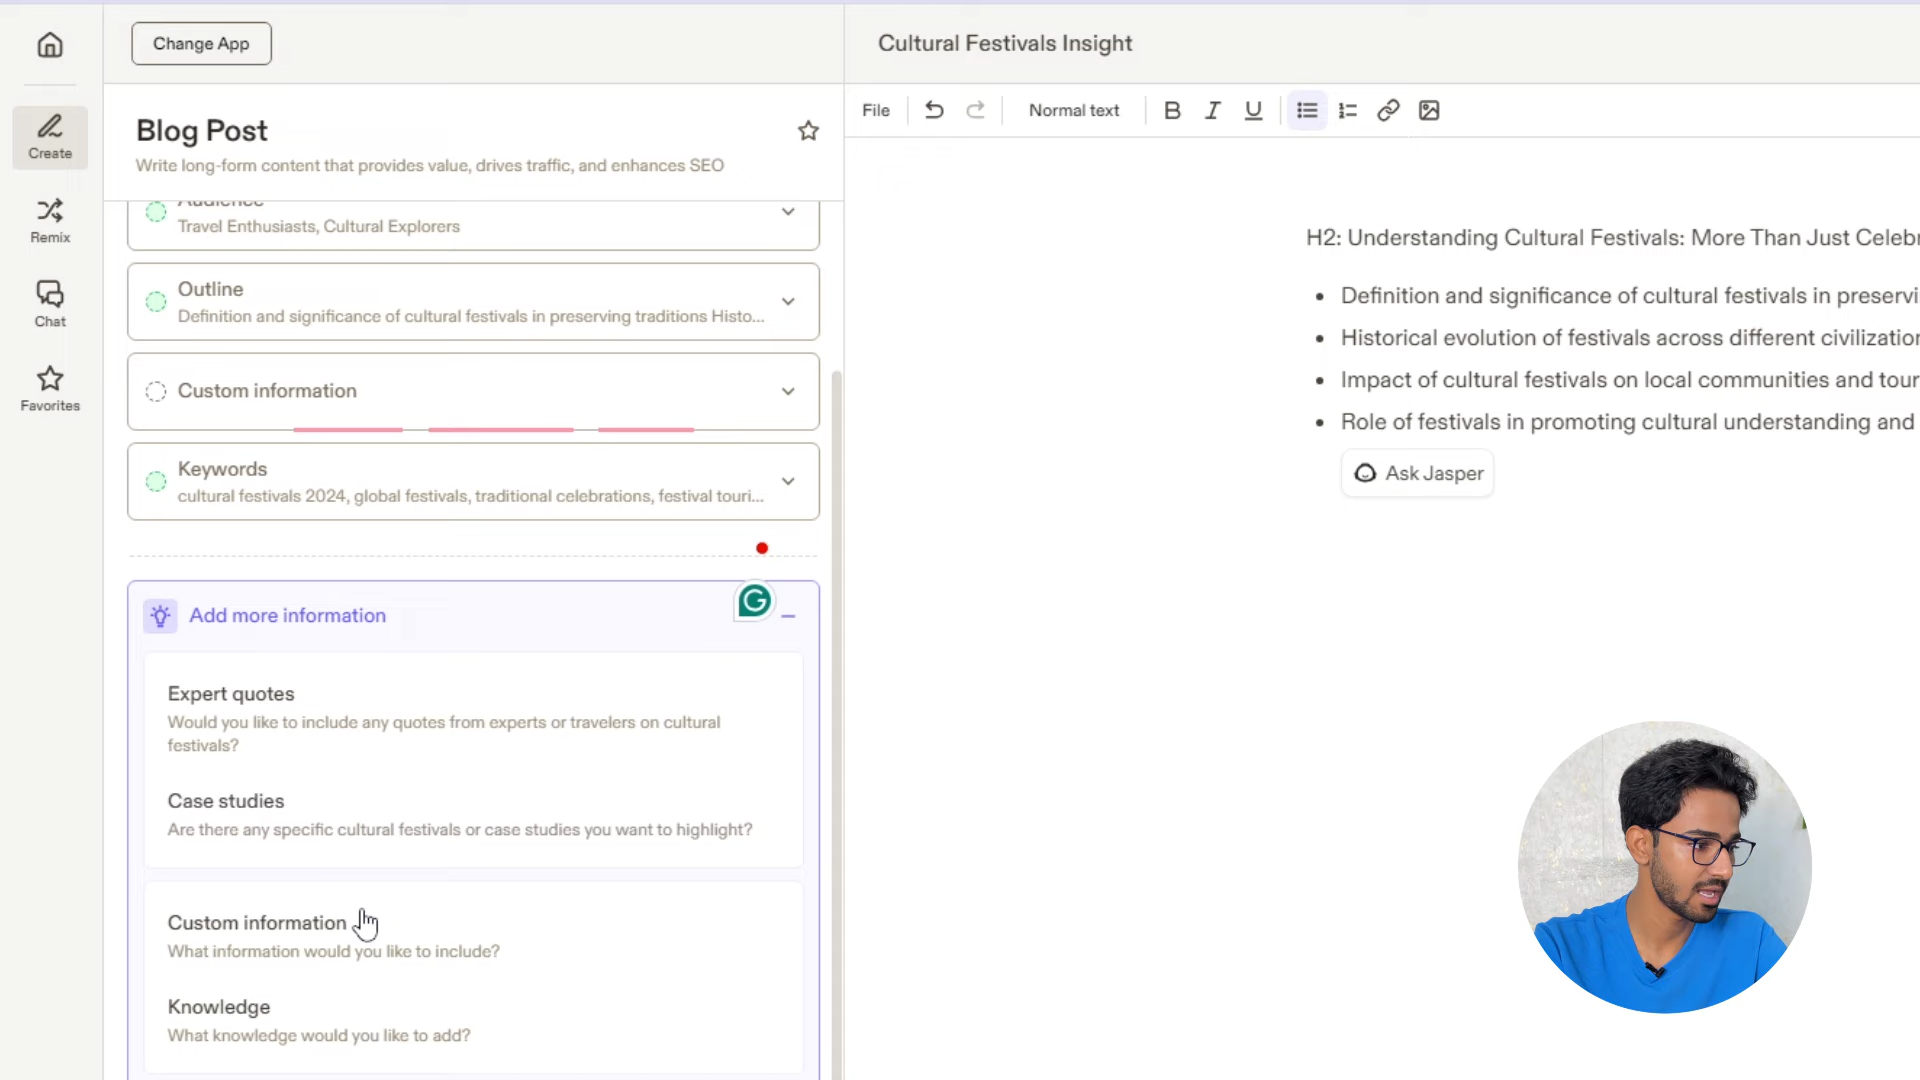 Change App
Cultural Festivals Insight
File
Normal text
B I U
Create
Remix
Chat
Favorites
Blog Post
Write long-form content that provides value, drives traffic, and enhances SEO
Audience
Travel Enthusiasts, Cultural Explorers
Outline
Definition and significance of cultural festivals in preserving traditions Histo...
Custom information
Keywords
cultural festivals 2024, global festivals, traditional celebrations, festival touri...
Add more information
G
Expert quotes
Would you like to include any quotes from experts or travelers on cultural
festivals?
Case studies
Are there any specific cultural festivals or case studies you want to highlight?
Custom information
What information would you like to include?
Knowledge
What knowledge would you like to add?
H2: Understanding Cultural Festivals: More Than Just Celebr
• Definition and significance of cultural festivals in preservi
• Historical evolution of festivals across different civilization
• Impact of cultural festivals on local communities and tour
• Role of festivals in promoting cultural understanding and
Ask Jasper